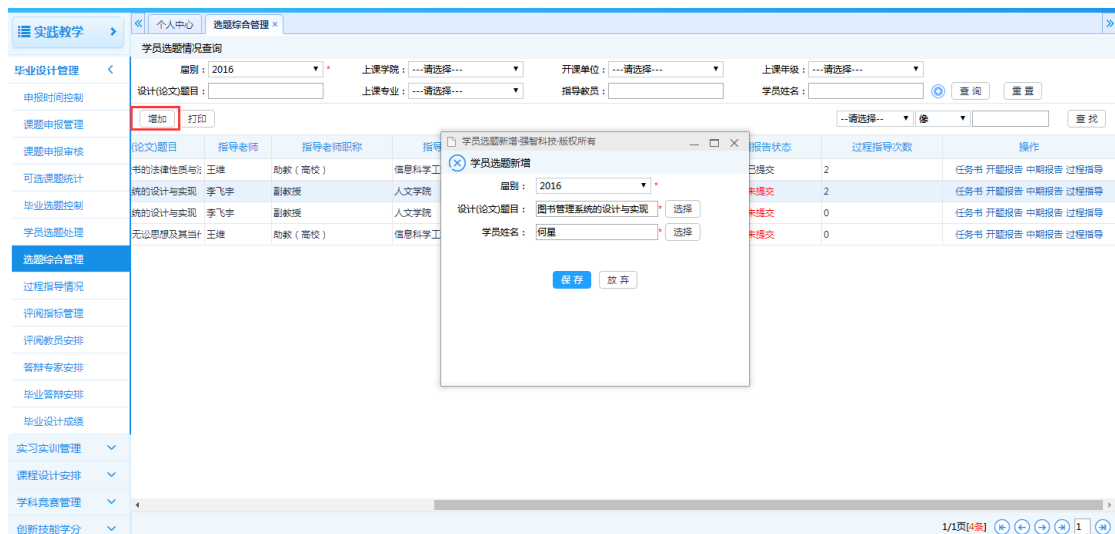 实践教学
个人中心 选题综合管理 ×
学员选题情况查询
毕业设计管理
届别： 2016 * 上课学院： ---请选择--- 开课单位： ---请选择--- 上课年级： ---请选择---
设计(论文)题目： 上课专业： ---请选择--- 指导教员： 学员姓名： 查 询 重 置
申报时间控制
课题申报管理
增加 打印 --请选择-- 像 查 找
课题申报审核
(论文)题目 指导老师 指导老师职称 指导 报告状态 过程指导次数 操作
书的法律性质与 王维 助教（高校） 信息科学工 已提交 2 任务书 开题报告 中期报告 过程指导
统的设计与实现 李飞宇 副教授 人文学院 未提交 2 任务书 开题报告 中期报告 过程指导
统的设计与实现 李飞宇 副教授 人文学院 未提交 0 任务书 开题报告 中期报告 过程指导
无讼思想及其当 王维 助教（高校） 信息科学工 未提交 0 任务书 开题报告 中期报告 过程指导
学员选题新增-强智科技-版权所有
学员选题新增
届别： 2016 *
设计(论文)题目： 图书管理系统的设计与实现 * 选择
学员姓名： 何星 * 选择
保 存 放 弃
可选课题统计
毕业选题控制
学员选题处理
选题综合管理
过程指导情况
评阅指标管理
评阅教员安排
答辩专家安排
毕业答辩安排
毕业设计成绩
实习实训管理
课程设计安排
学科竞赛管理
创新技能学分
1/1页[4条] 1